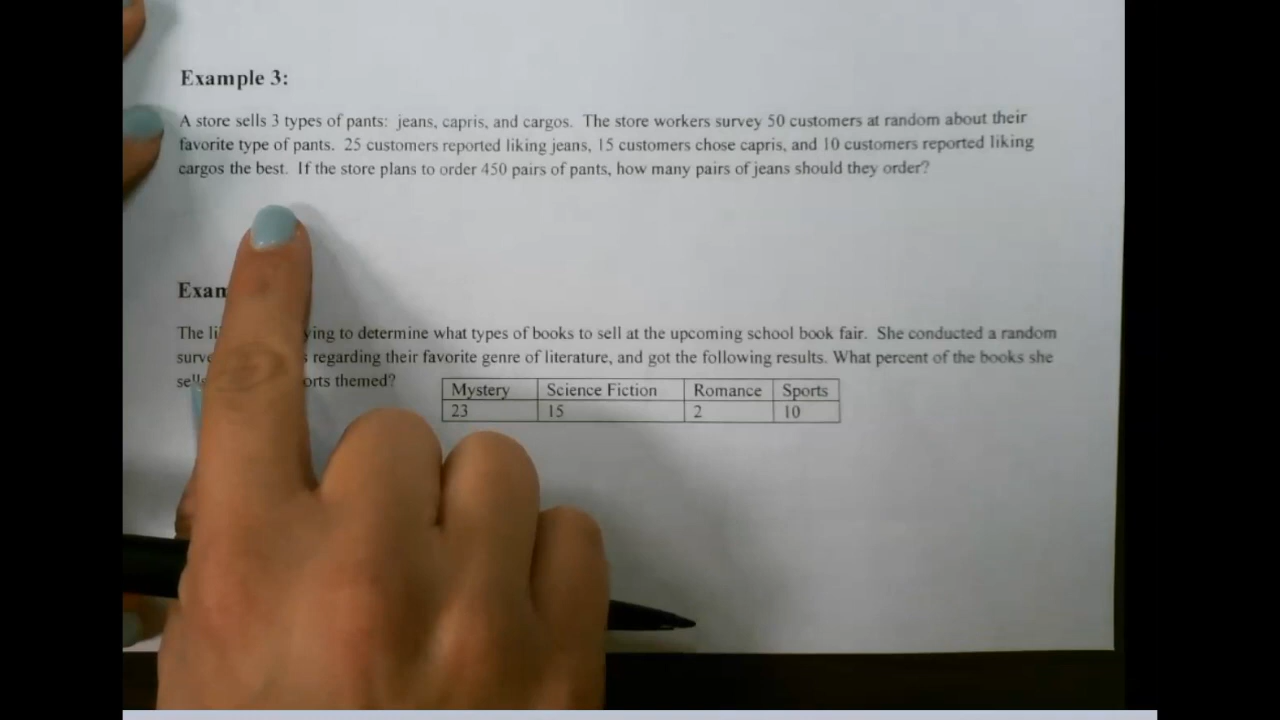 Example 3:
A store sells 3 types of pants: jeans, capris, and cargos. The store workers survey 50 customers at random about their
favorite type of pants. 25 customers reported liking jeans, 15 customers chose capris, and 10 customers reported liking
cargos the best. If the store plans to order 450 pairs of pants, how many pairs of jeans should they order?
Exam
The to determine what types of books to sell at the upcoming school book fair. She conducted a random
regarding their favorite genre of literature, and got the following results. What percent of the books she
themed?
Mystery Science Fiction Romance Sports
23 15 2 10